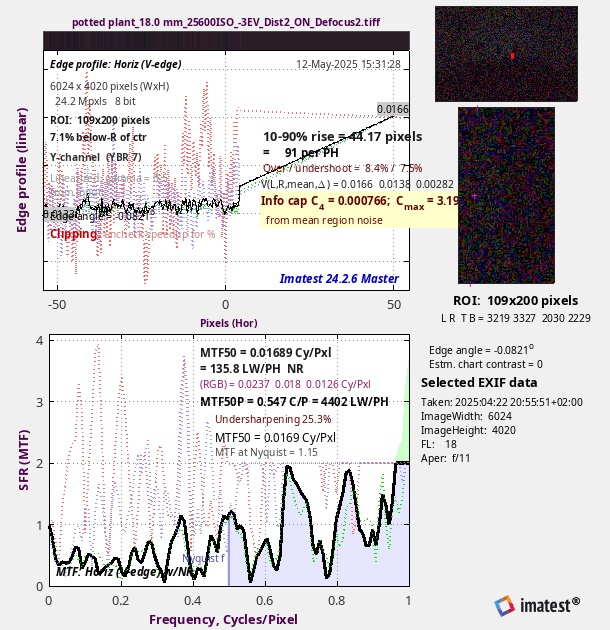 potted plant_18.0 mm_25600ISO_-3EV_Dist2_ON_Defocus2.tiff
Edge profile: Horiz (V-edge)
12-May-2025 15:31:28
6024 x 4020 pixels (WxH)
24.2 Mpxls 8 bit
ROI: 109x200 pixels
7.1% below-R of ctr
Y-channel (YBR 7)
0.0166
10-90% rise = 44.17 pixels
= 91 per PH
Over-/undershoot = 8.4% / 7.5%
V(L,R,mean,Δ) = 0.0166 0.0138 0.00282
Info cap C4 = 0.000766; Cmax = 3.19
from mean region noise
Edge angle = -0.082
Clipping: uncheck speedup for %
Imatest 24.2.6 Master
Edge profile (linear)
-50
0
50
Pixels (Hor)
ROI: 109x200 pixels
L R T B = 3219 3327 2030 2229
Edge angle = -0.0821°
Estm. chart contrast = 0
Selected EXIF data
Taken: 2025:04:22 20:55:51+02:00
ImageWidth: 6024
ImageHeight: 4020
FL: 18
Aper: f/11
MTF50 = 0.01689 Cy/Pxl
= 135.8 LW/PH NR
(RGB) = 0.0237 0.018 0.0126 Cy/Pxl
MTF50P = 0.547 C/P = 4402 LW/PH
Undersharpening 25.3%
MTF50 = 0.0169 Cy/Pxl
MTF at Nyquist = 1.15
Nyquist f
MTF: Horiz (V-edge) w/NR
SFR (MTF)
4
3
2
1
0
0
0.2
0.4
0.6
0.8
1
Frequency, Cycles/Pixel
imatest®